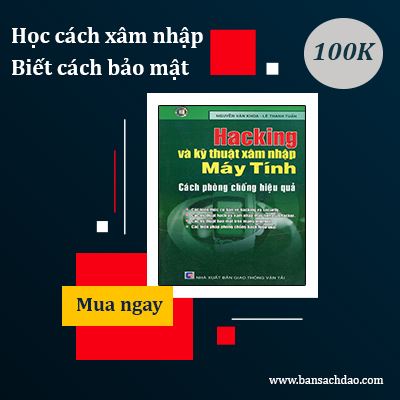 Học cách xâm nhập
Biết cách bảo mật
100K
NGUYỄN VĂN KHOA - LÊ THANH TUẤN
Hacking
và kỹ thuật xâm nhập
Máy Tính
Cách phòng chống hiệu quả
NHÀ XUẤT BẢN GIAO THÔNG VẬN TẢI
Mua ngay
www.bansachdao.com